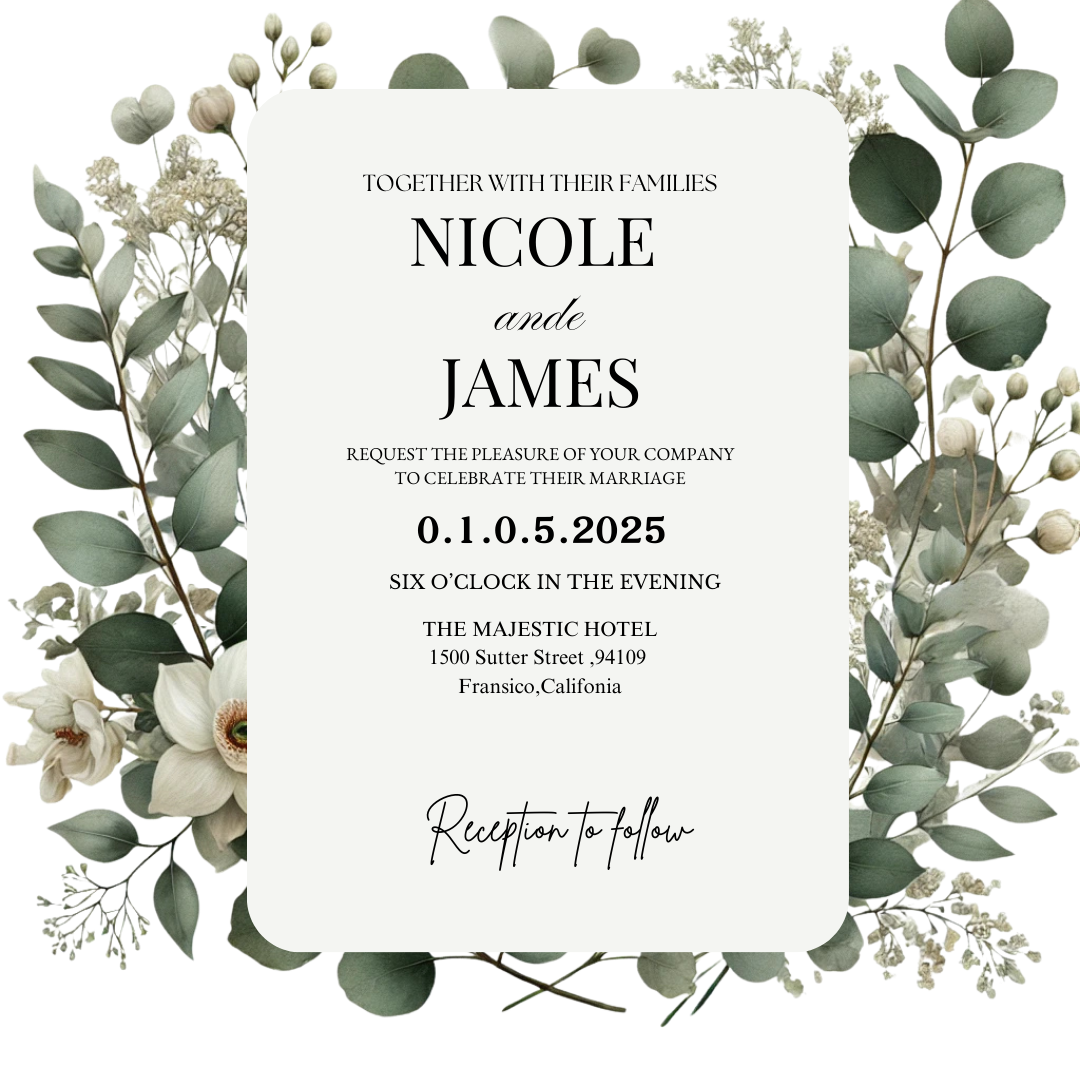 TOGETHER WITH THEIR FAMILIES
NICOLE
ande
JAMES
REQUEST THE PLEASURE OF YOUR COMPANY
TO CELEBRATE THEIR MARRIAGE
0.1.0.5.2025
SIX O’CLOCK IN THE EVENING
THE MAJESTIC HOTEL
1500 Sutter Street ,94109
Fransico,Califonia
Reception to follow